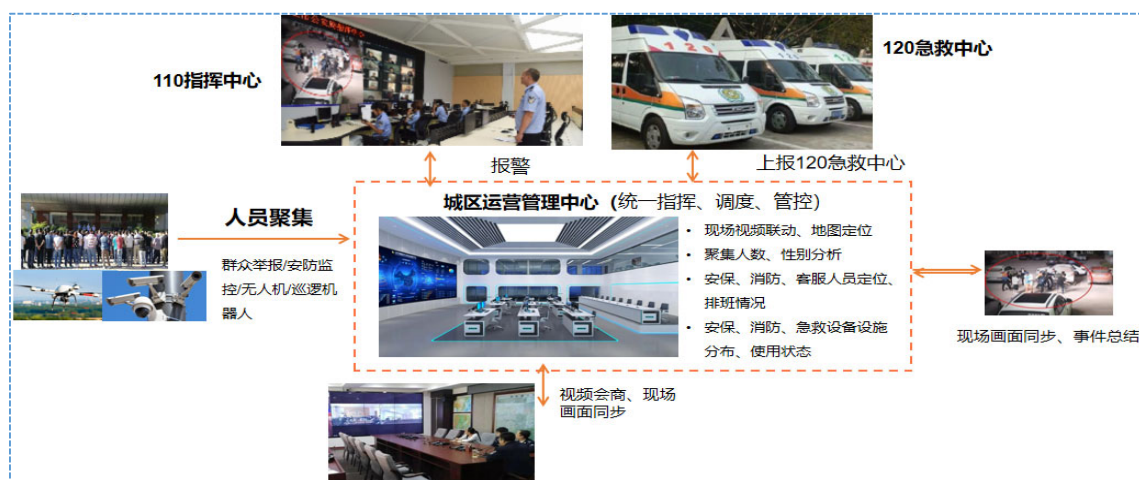 110指挥中心
120急救中心
报警
上报120急救中心
人员聚集
群众举报/安防监
控/无人机/巡逻机
器人
城区运营管理中心（统一指挥、调度、管控）
• 现场视频联动、地图定位
• 聚集人数、性别分析
• 安保、消防、客服人员定位、
排班情况
• 安保、消防、急救设备设施
分布、使用状态
现场画面同步、事件总结
视频会商、现场
画面同步
120